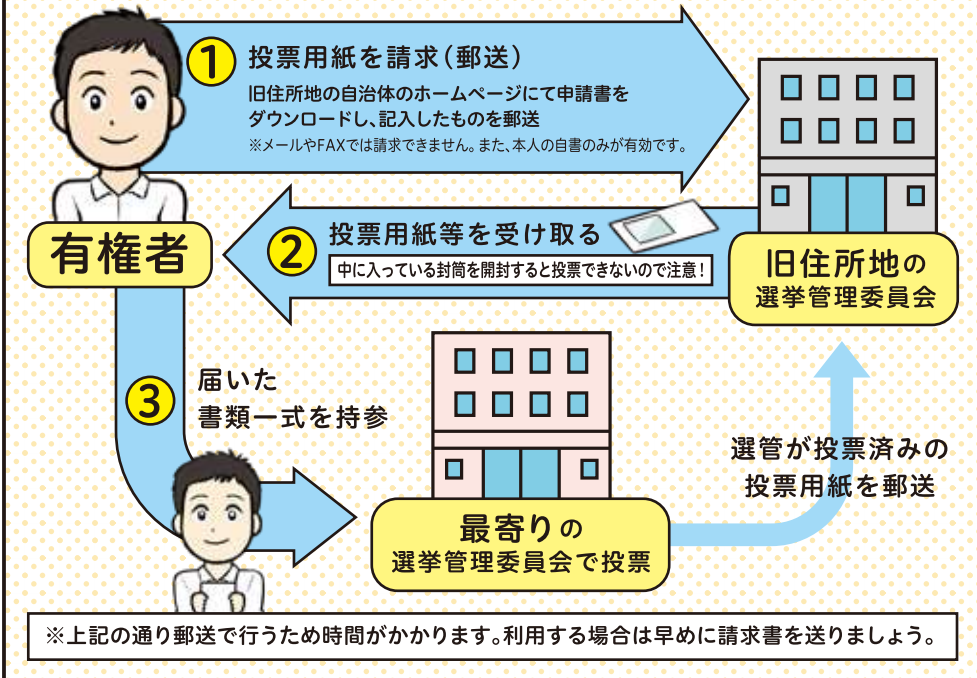 1 投票用紙を請求(郵送)
旧住所地の自治体のホームページにて申請書を
ダウンロードし、記入したものを郵送
※メールやFAXでは請求できません。また、本人の自書のみが有効です。
有権者
2 投票用紙等を受け取る
中に入っている封筒を開封すると投票できないので注意!
旧住所地の
選挙管理委員会
3 届いた
書類一式を持参
最寄りの
選挙管理委員会で投票
選管が投票済みの
投票用紙を郵送
※上記の通り郵送で行うため時間がかかります。利用する場合は早めに請求書を送りましょう。